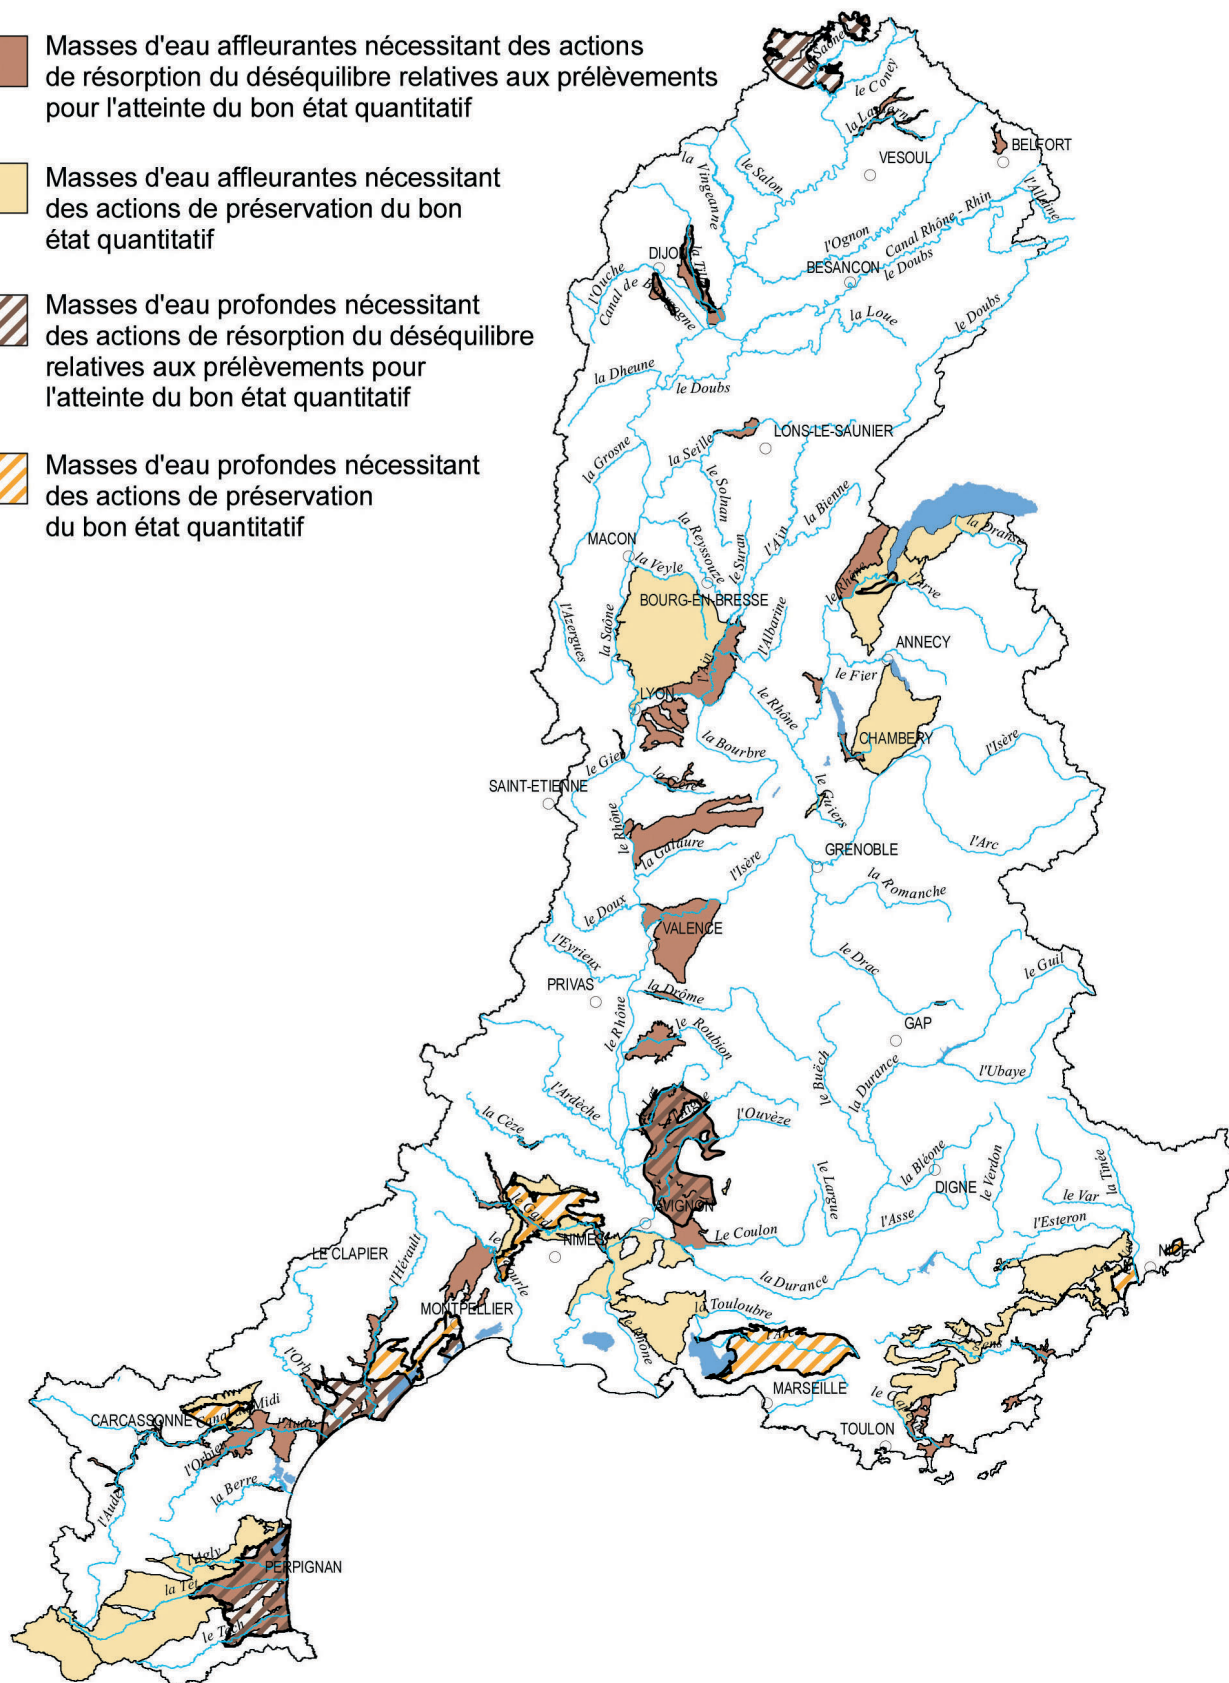 Masses d'eau affleurantes nécessitant des actions
de résorption du déséquilibre relatives aux prélèvements
pour l'atteinte du bon état quantitatif
Masses d'eau affleurantes nécessitant
des actions de préservation du bon
état quantitatif
Masses d'eau profondes nécessitant
des actions de résorption du déséquilibre
relatives aux prélèvements pour
l'atteinte du bon état quantitatif
Masses d'eau profondes nécessitant
des actions de préservation
du bon état quantitatif
la Saône
le Coney
BELFORT
VESOUL
la Vingeanne
le Salon
l'Allaine
l'Ognon
Canal Rhône - Rhin
DIJON
l'Ouche
BESANCON
le Doubs
Canal de Bourgogne
la Loue
le Doubs
la Dheune
le Doubs
LONS-LE-SAUNIER
la Grosne
la Seille
le Solnan
la Bienne
la Reyssouze
le Suran
l'Ain
la Dranse
MACON
la Veyle
BOURG-EN-BRESSE
le Rhône
l'Arve
l'Azergues
la Saône
l'Albarine
ANNECY
l'Ain
le Fier
LYON
le Rhône
CHAMBERY
la Bourbre
l'Isère
le Gier
SAINT-ETIENNE
le Guiers
le Rhône
la Galaure
GRENOBLE
l'Arc
l'Isère
la Romanche
le Doux
VALENCE
l'Eyrieux
le Drac
le Guil
PRIVAS
la Drôme
le Rhône
le Roubion
GAP
le Buëch
la Durance
l'Ubaye
l'Ardèche
l'Ouvèze
la Cèze
la Bléone
le Verdon
la Tinée
le Largue
DIGNE
le Var
le Gard
AVIGNON
Le Coulon
l'Asse
l'Esteron
LE CLAPIER
l'Hérault
NIMES
NICE
la Durance
MONTPELLIER
la Touloubre
le Rhône
l'Arc
l'Orb
MARSEILLE
CARCASSONNE
Canal du Midi
l'Aude
TOULON
l'Orbieu
la Berre
l'Aude
l'Agly
PERPIGNAN
la Têt
le Tech